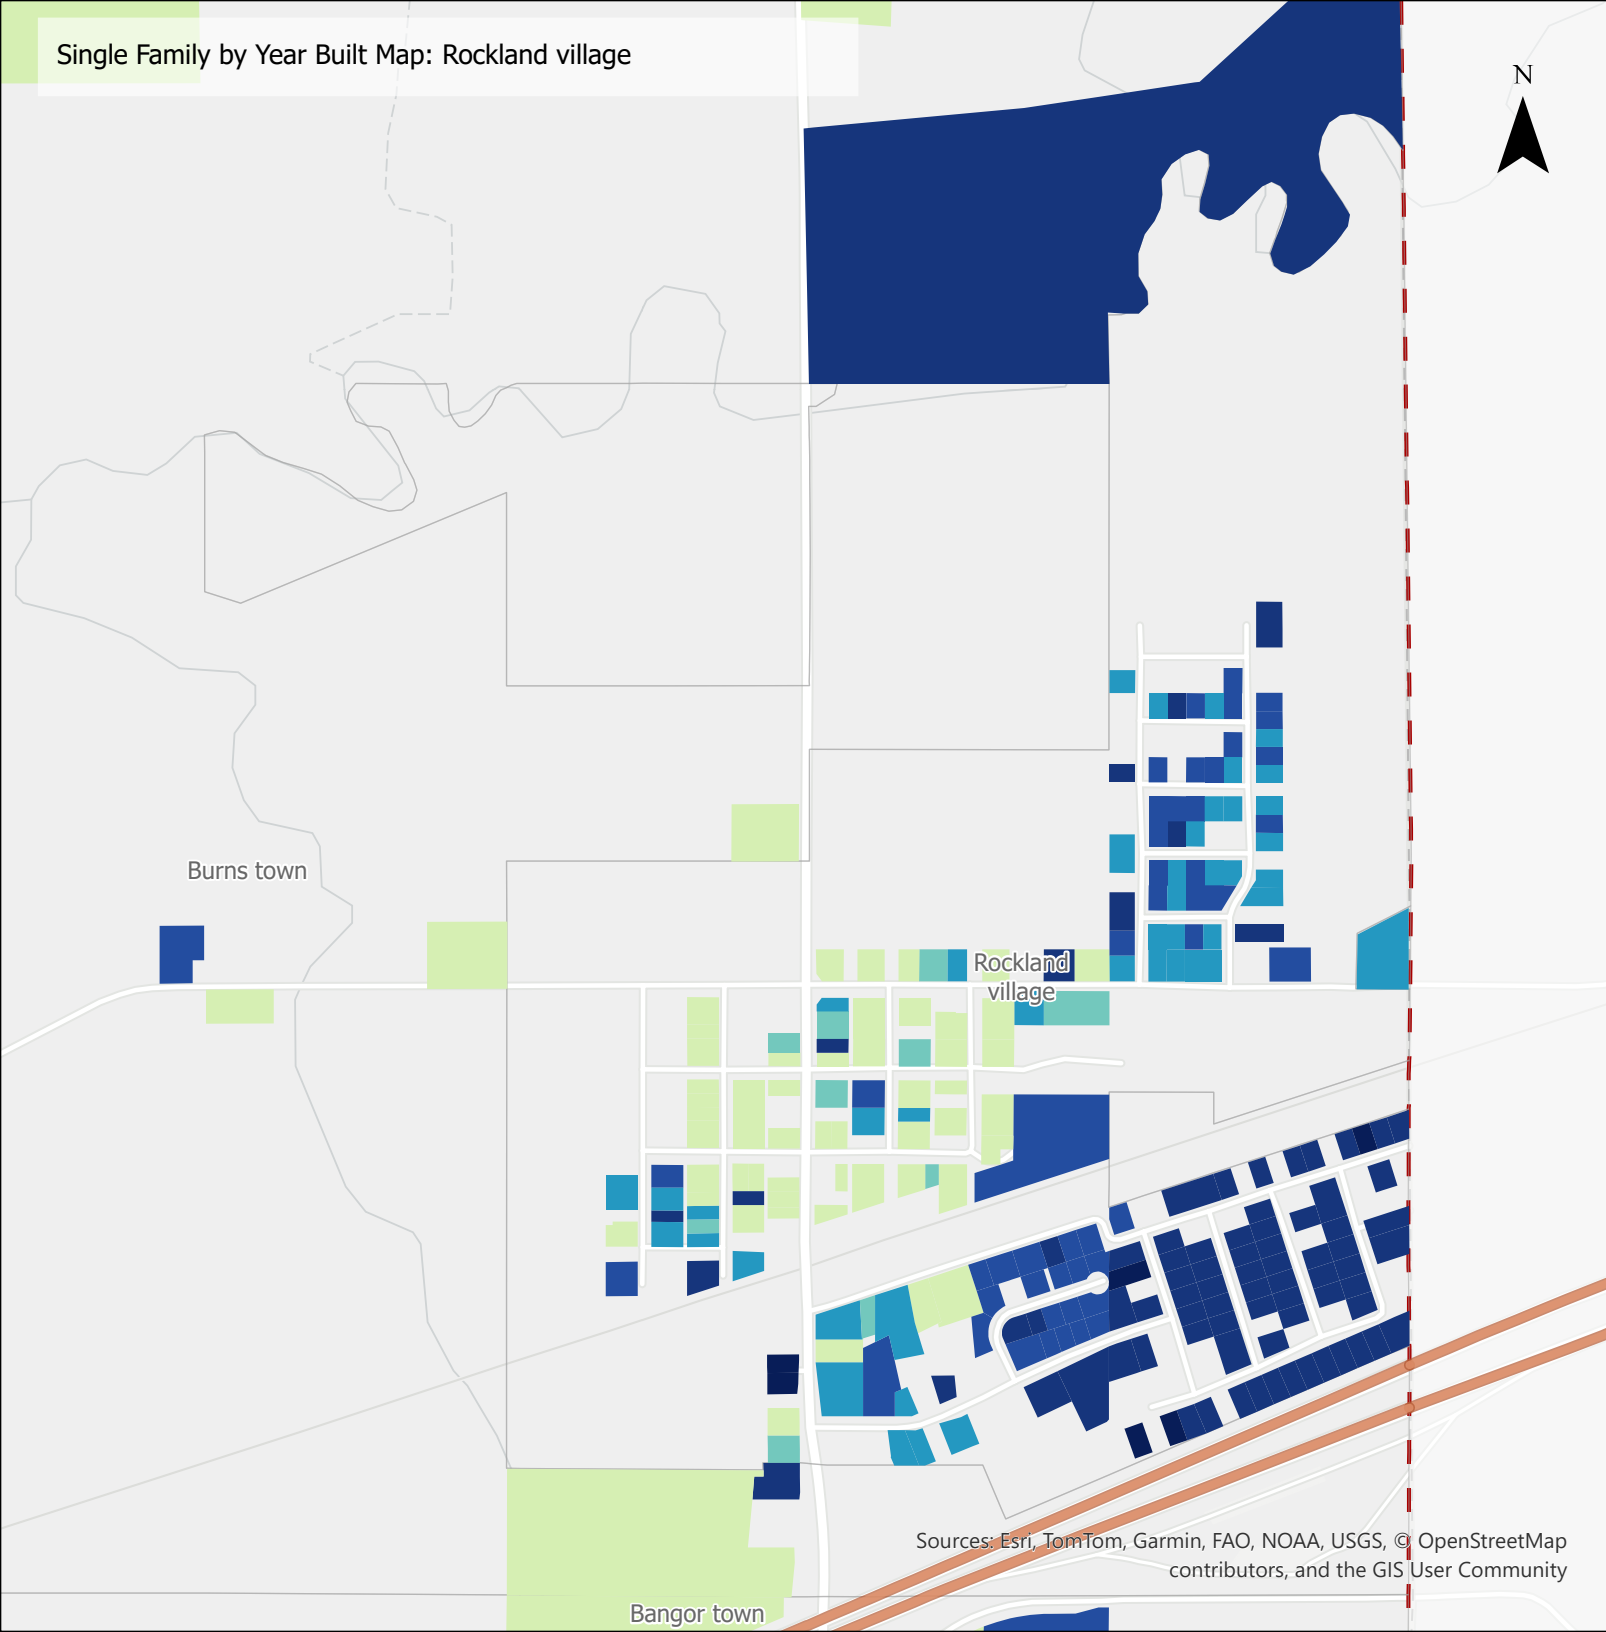 Single Family by Year Built Map: Rockland village
N
Burns town
Rockland
village
Sources: Esri, TomTom, Garmin, FAO, NOAA, USGS, © OpenStreetMap
contributors, and the GIS User Community
Bangor town